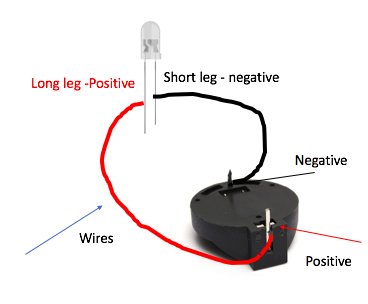 Long leg -Positive
Short leg - negative
Negative
Wires
Positive